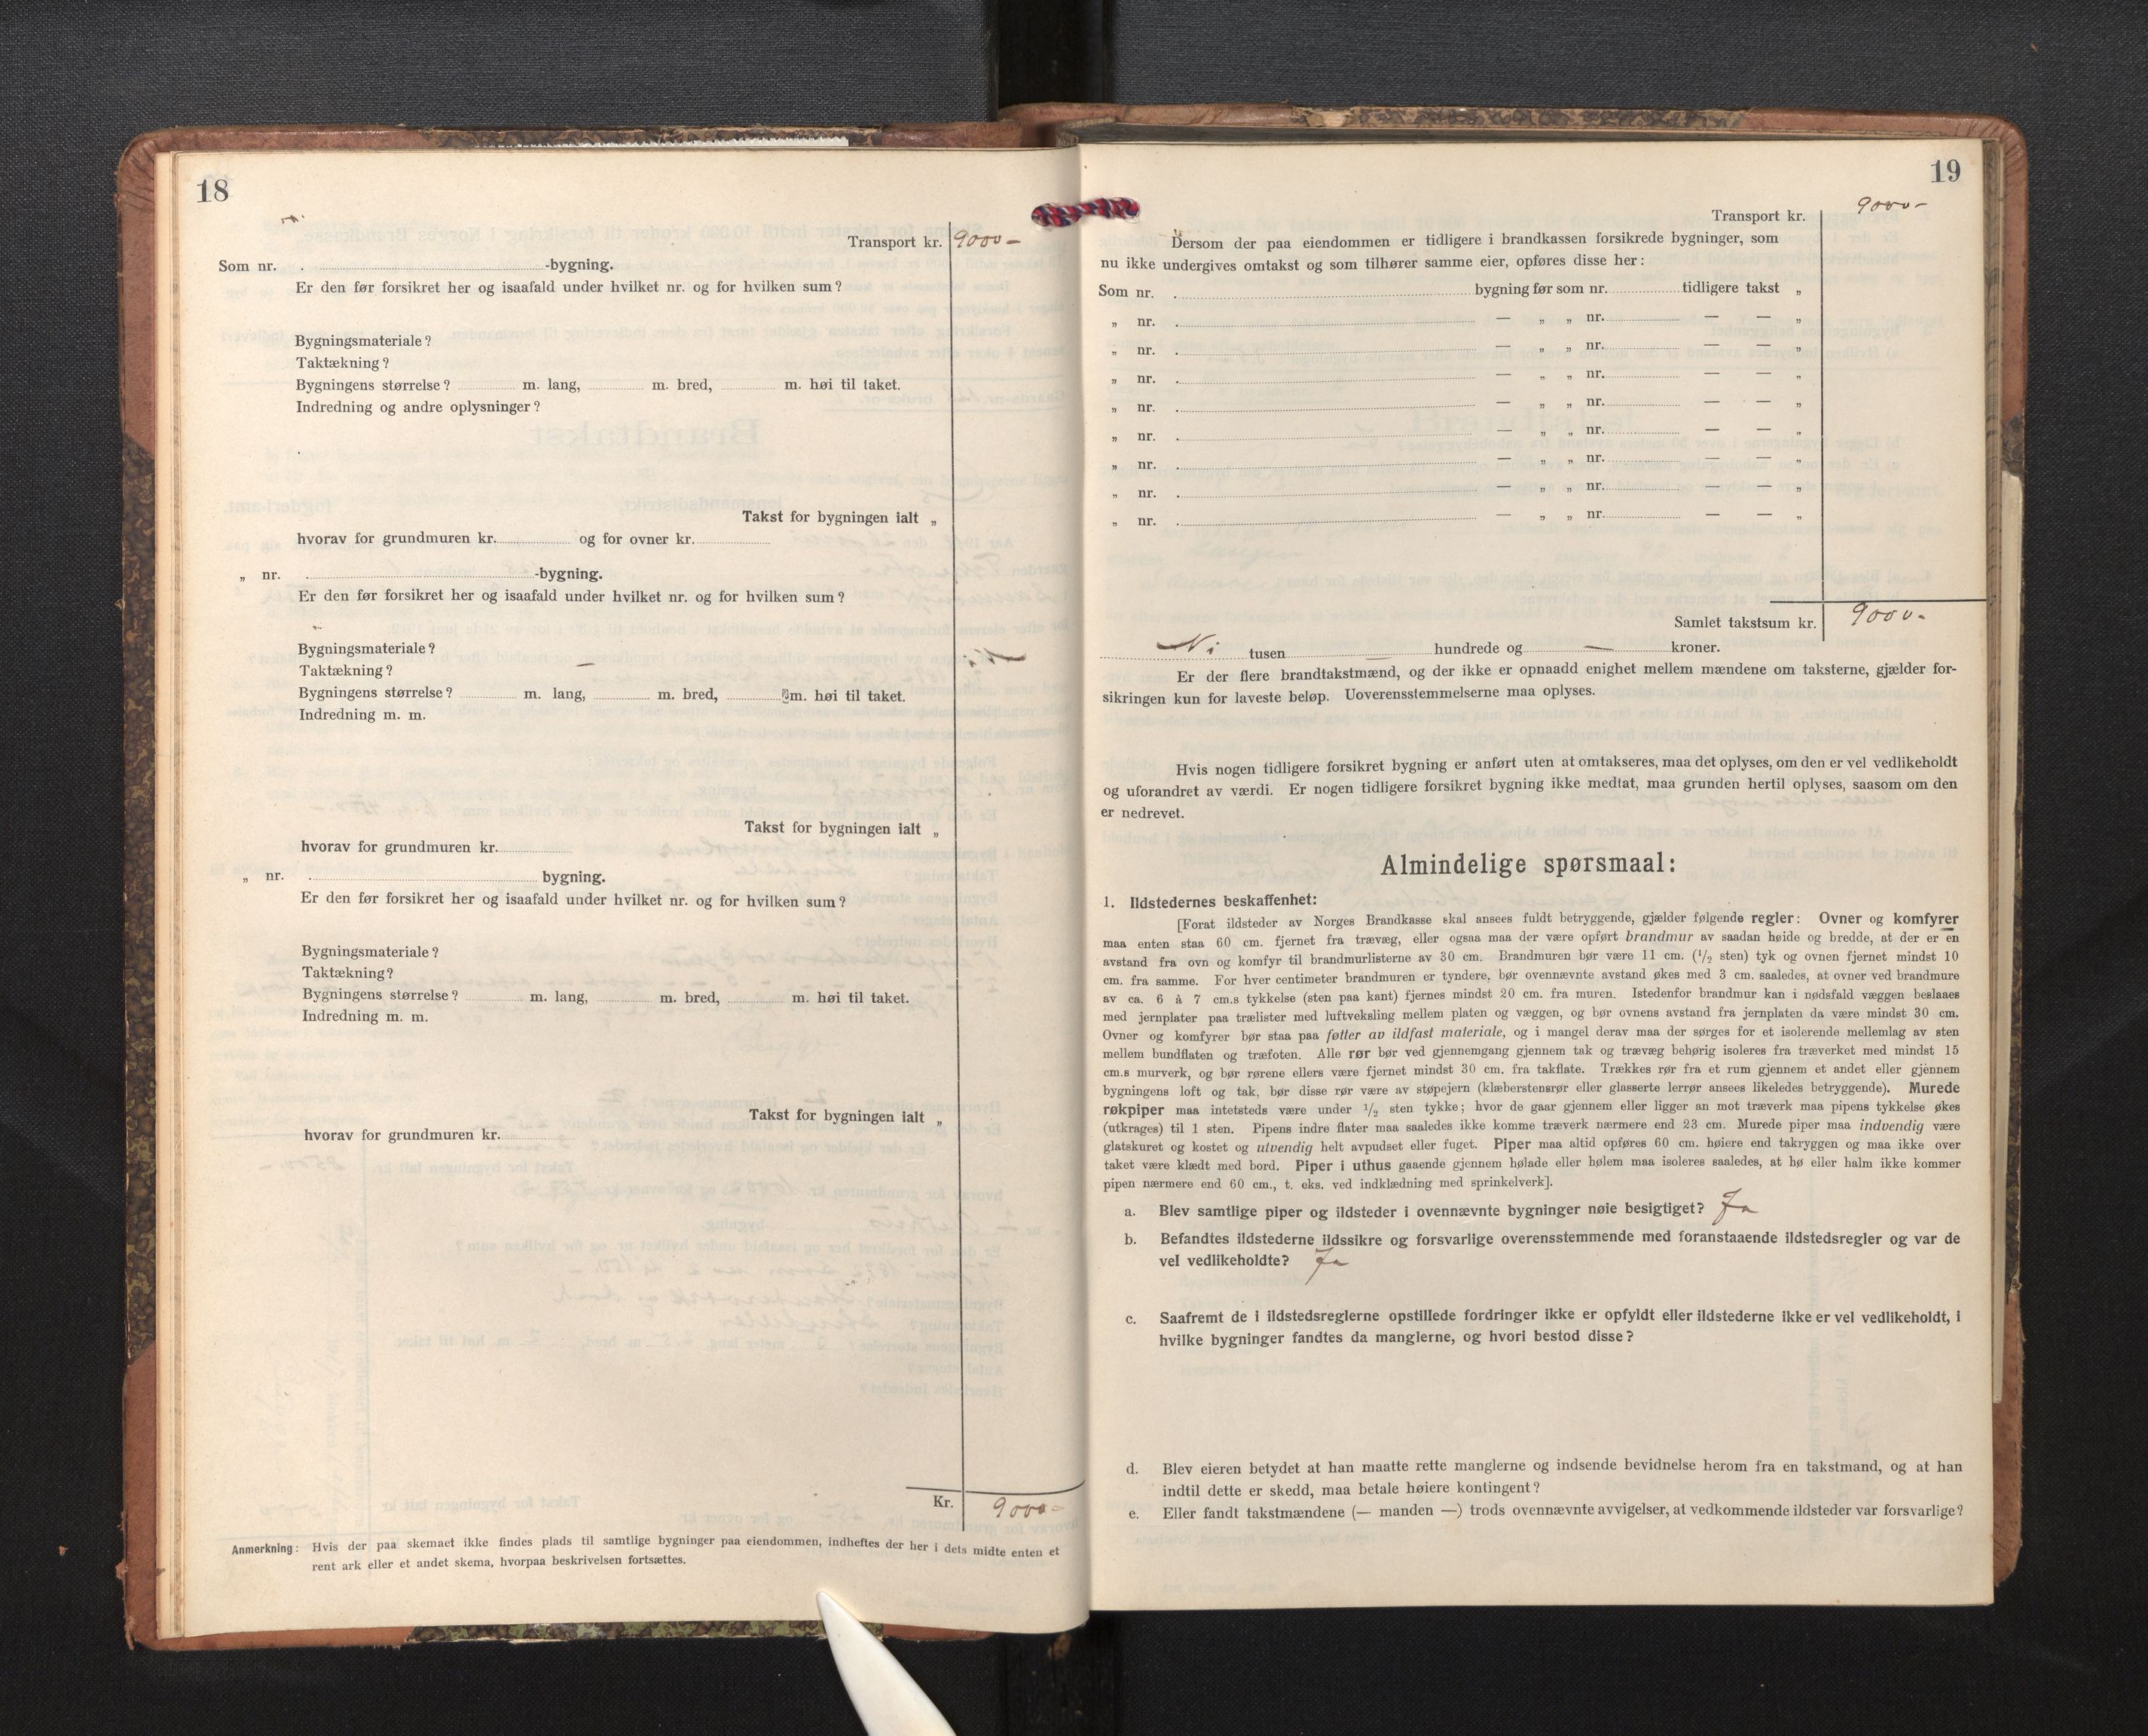 18
Transport kr. 9000 –
Som nr. . -bygning.
Er den før forsikret her og isaafald under hvilket nr. og for hvilken sum?
Bygningsmateriale?
Taktækning?
Bygningens størrelse? m. lang, m. bred, m. høi til taket.
Indredning og andre oplysninger?
Takst for bygningen ialt „
hvorav for grundmuren kr. og for ovner kr.
„ nr. . -bygning.
Er den før forsikret her og isaafald under hvilket nr. og for hvilken sum?
Bygningsmateriale?
Taktækning? –
Bygningens størrelse? m. lang, m. bred, m. høi til taket.
Indredning m. m.
Takst for bygningen ialt „
hvorav for grundmuren kr.
„ nr. . bygning.
Er den før forsikret her og isaafald under hvilket nr. og for hvilken sum?
Bygningsmateriale?
Taktækning?
Bygningens størrelse? m. lang, m. bred, m. høi til taket.
Indredning m. m.
Takst for bygningen ialt „
hvorav for grundmuren kr.
Kr. 9000 –
Anmerkning: Hvis der paa skemaet ikke findes plads til samtlige bygninger paa eiendommen, indheftes der her i dets midte enten et
rent ark eller et andet skema, hvorpaa beskrivelsen fortsættes.
19
Transport kr. 9000 –
Dersom der paa eiendommen er tidligere i brandkassen forsikrede bygninger, som
nu ikke undergives omtakst og som tilhører samme eier, opføres disse her:
Som nr. . bygning før som nr. tidligere takst „
„ nr. . — „ „ nr. — — „
„ nr. . — „ „ nr. — — „
„ nr. . — „ „ nr. — — „
„ nr. . — „ „ nr. — — „
„ nr. . — „ „ nr. — — „
„ nr. . — „ „ nr. — — „
„ nr. . — „ „ nr. — — „
„ nr. . — „ „ nr. — — „
Samlet takstsum kr. 9000 -
Ni tusen — hundrede og — kroner.
Er der flere brandtakstmænd, og der ikke er opnaadd enighet mellem mændene om taksterne, gjælder for-
sikringen kun for laveste beløp. Uoverensstemmelserne maa oplyses.
Hvis nogen tidligere forsikret bygning er anført uten at omtakseres, maa det oplyses, om den er vel vedlikeholdt
og uforandret av værdi. Er nogen tidligere forsikret bygning ikke medtat, maa grunden hertil oplyses, saasom om den
er nedrevet.
Almindelige spørsmaal:
1. Ildstedernes beskaffenhet:
[Forat ildsteder av Norges Brandkasse skal ansees fuldt betryggende, gjælder følgende regler: Ovner og komfyrer
maa enten staa 60 cm. fjernet fra trævæg, eller ogsaa maa der være opført brandmur av saadan høide og bredde, at der er en
avstand fra ovn og komfyr til brandmurlisterne av 30 cm. Brandmuren bør være 11 cm. (1/2 sten) tyk og ovnen fjernet mindst 10
cm. fra samme. For hver centimeter brandmuren er tyndere, bør ovennævnte avstand økes med 3 cm. saaledes, at ovner ved brandmure
av ca. 6 à 7 cm.s tykkelse (sten paa kant) fjernes mindst 20 cm. fra muren. Istedenfor brandmur kan i nødsfald væggen beslaaes
med jernplater paa trælister med luftveksling mellem platen og væggen, og bør ovnens avstand fra jernplaten da være mindst 30 cm.
Ovner og komfyrer bør staa paa føtter av ildfast materiale, og i mangel derav maa der sørges for et isolerende mellemlag av sten
mellem bundflaten og træfoten. Alle rør bør ved gjennemgang gjennem tak og trævæg behørig isoleres fra træverket med mindst 15
cm.s murverk, og bør rørene ellers være fjernet mindst 30 cm. fra takflate. Trækkes rør fra et rum gjennem et andet eller gjennem
bygningens loft og tak, bør disse rør være av støpejern (klæberstensrør eller glasserte lerrør ansees likeledes betryggende). Murede
røkpiper maa intetsteds være under 1/2 sten tykke; hvor de gaar gjennem eller ligger an mot træverk maa pipens tykkelse økes
(utkrages) til 1 sten. Pipens indre flater maa saaledes ikke komme træverk nærmere end 23 cm. Murede piper maa indvendig være
glatskuret og kostet og utvendig helt avpudset eller fuget. Piper maa altid opføres 60 cm. høiere end takryggen og maa ikke over
taket være klædt med bord. Piper i uthus gaaende gjennem hølade eller hølem maa isoleres saaledes, at hø eller halm ikke kommer
pipen nærmere end 60 cm., t. eks. ved indklædning med sprinkelverk].
a. Blev samtlige piper og ildsteder i ovennævnte bygninger nøie besigtiget? Ja
b. Befandtes ildstederne ildssikre og forsvarlige overensstemmende med foranstaaende ildstedsregler og var de
vel vedlikeholdte? Ja
c. Saafremt de i ildstedsreglerne opstillede fordringer ikke er opfyldt eller ildstederne ikke er vel vedlikeholdt, i
hvilke bygninger fandtes da manglerne, og hvori bestod disse?
d. Blev eieren betydet at han maatte rette manglerne og indsende bevidnelse herom fra en takstmand, og at han
indtil dette er skedd, maa betale høiere kontingent?
e. Eller fandt takstmændene (— manden —) trods ovennævnte avvigelser, at vedkommende ildsteder var forsvarlige?